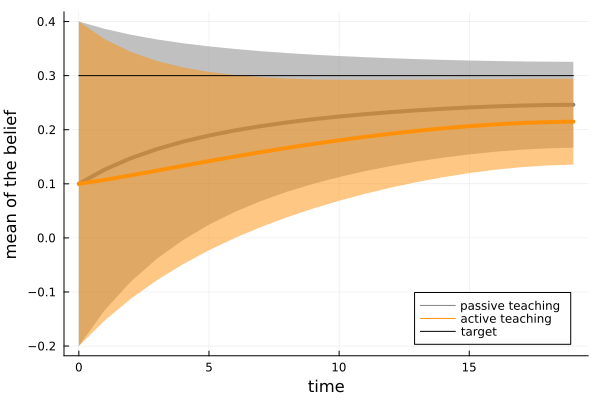 mean of the belief
0.4
0.3
0.2
0.1
0.0
−0.1
−0.2
0
5
10
15
time
passive teaching
active teaching
target